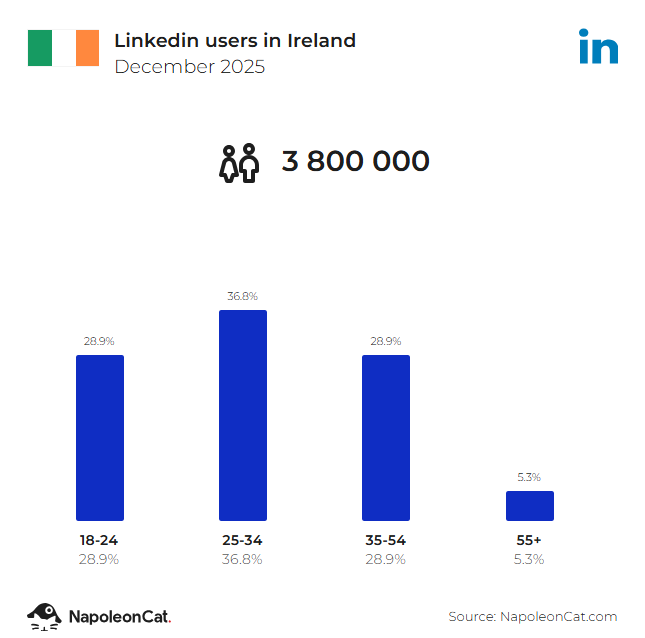 Linkedin users in Ireland
December 2025
in
3 800 000
28.9%
36.8%
28.9%
5.3%
18-24
25-34
35-54
55+
28.9%
36.8%
28.9%
5.3%
NapoleonCat.
Source: NapoleonCat.com